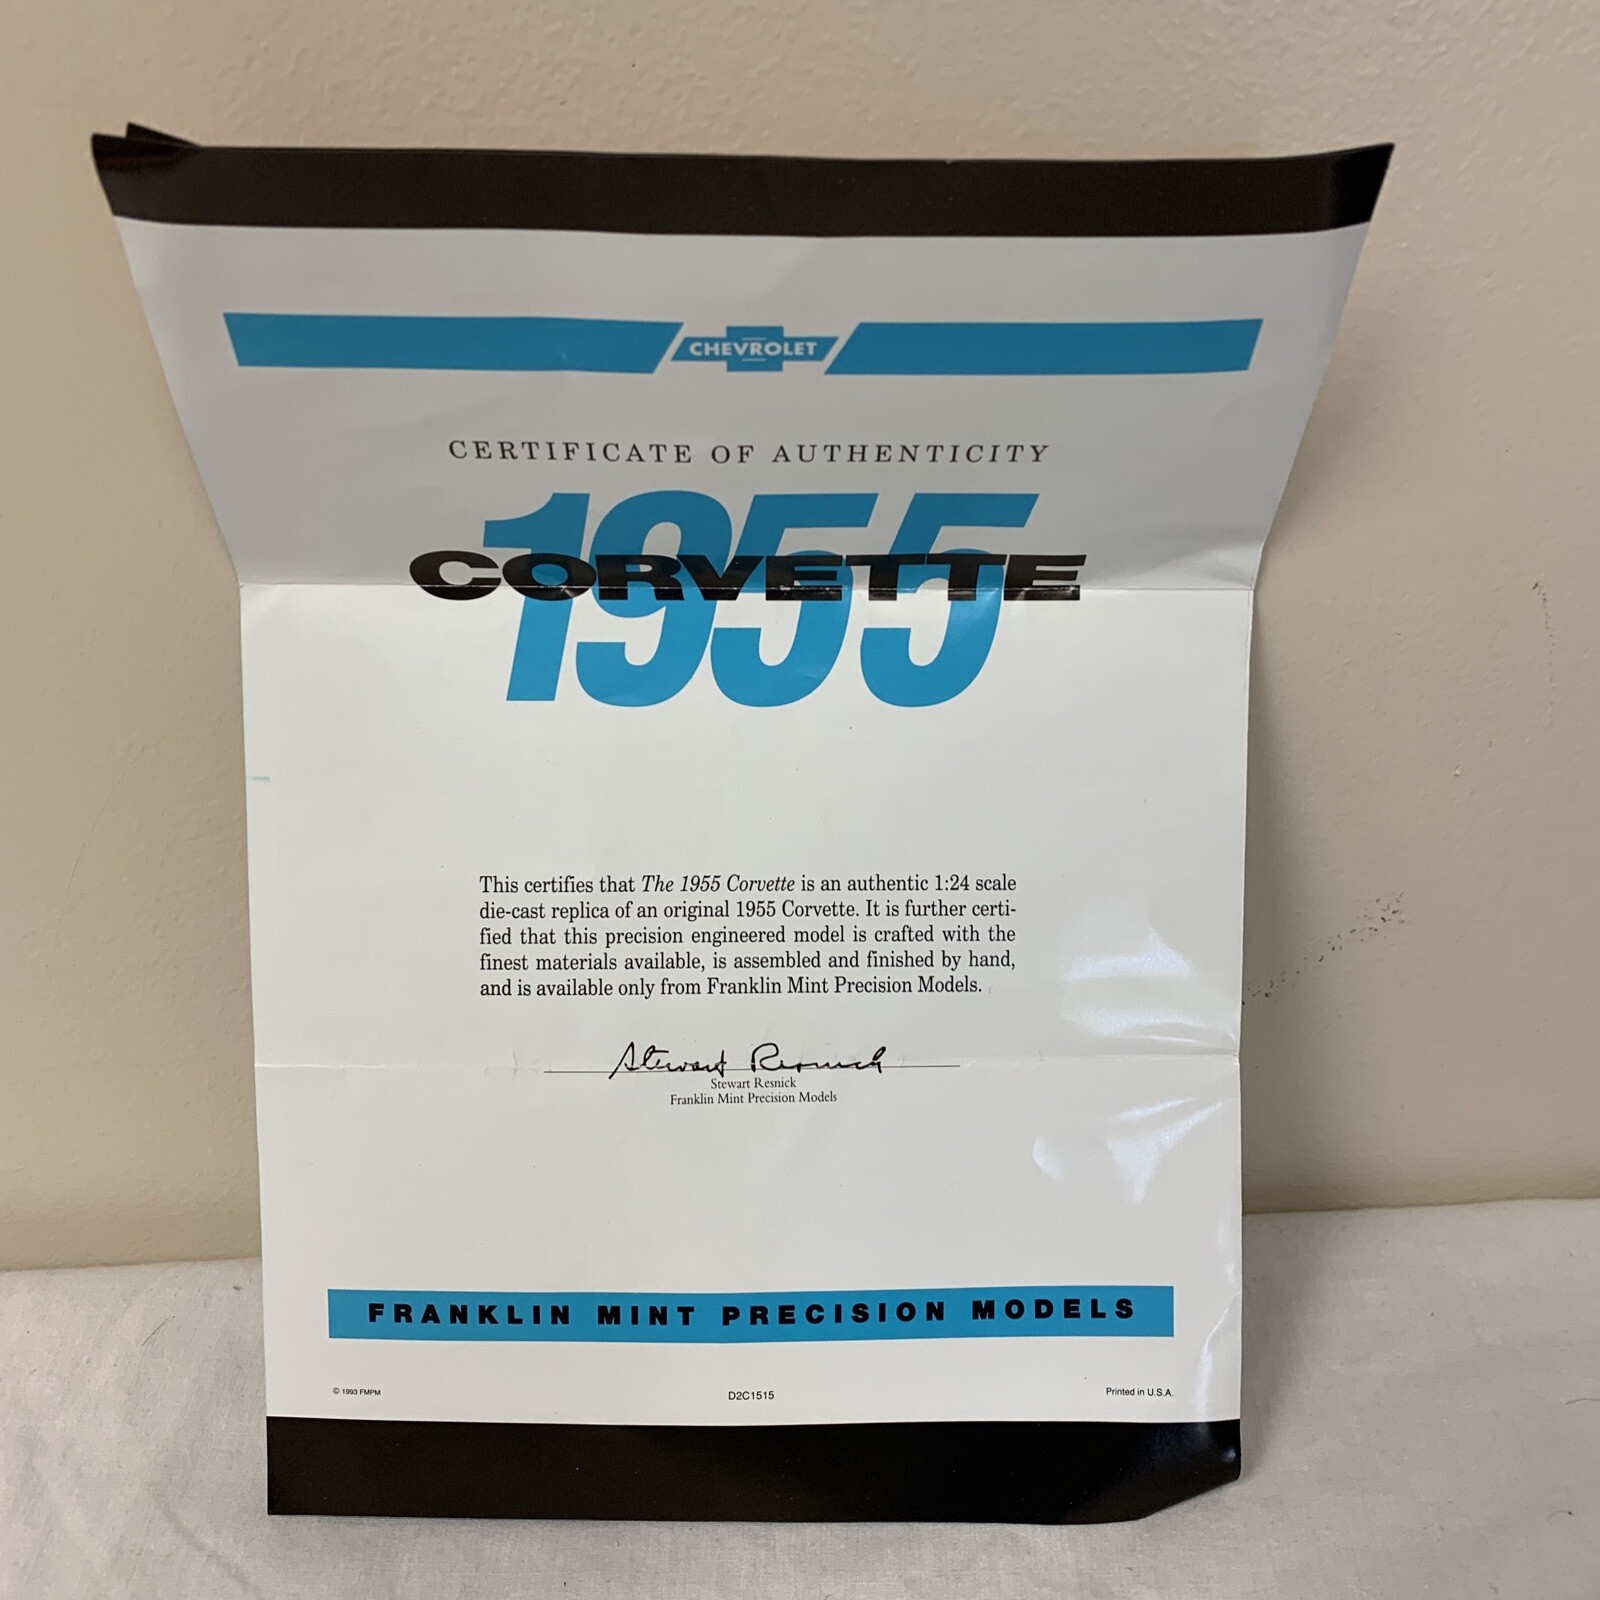 CHEVROLET
CERTIFICATE OF AUTHENTICITY
1955
CORVETTE
This certifies that The 1955 Corvette is an authentic 1:24 scale
die-cast replica of an original 1955 Corvette. It is further certi-
fied that this precision engineered model is crafted with the
finest materials available, is assembled and finished by hand,
and is available only from Franklin Mint Precision Models.
Stewart Resnick
Stewart Resnick
Franklin Mint Precision Models
FRANKLIN MINT PRECISION MODELS
© 1993 FMPM
D2C1515
Printed in U.S.A.